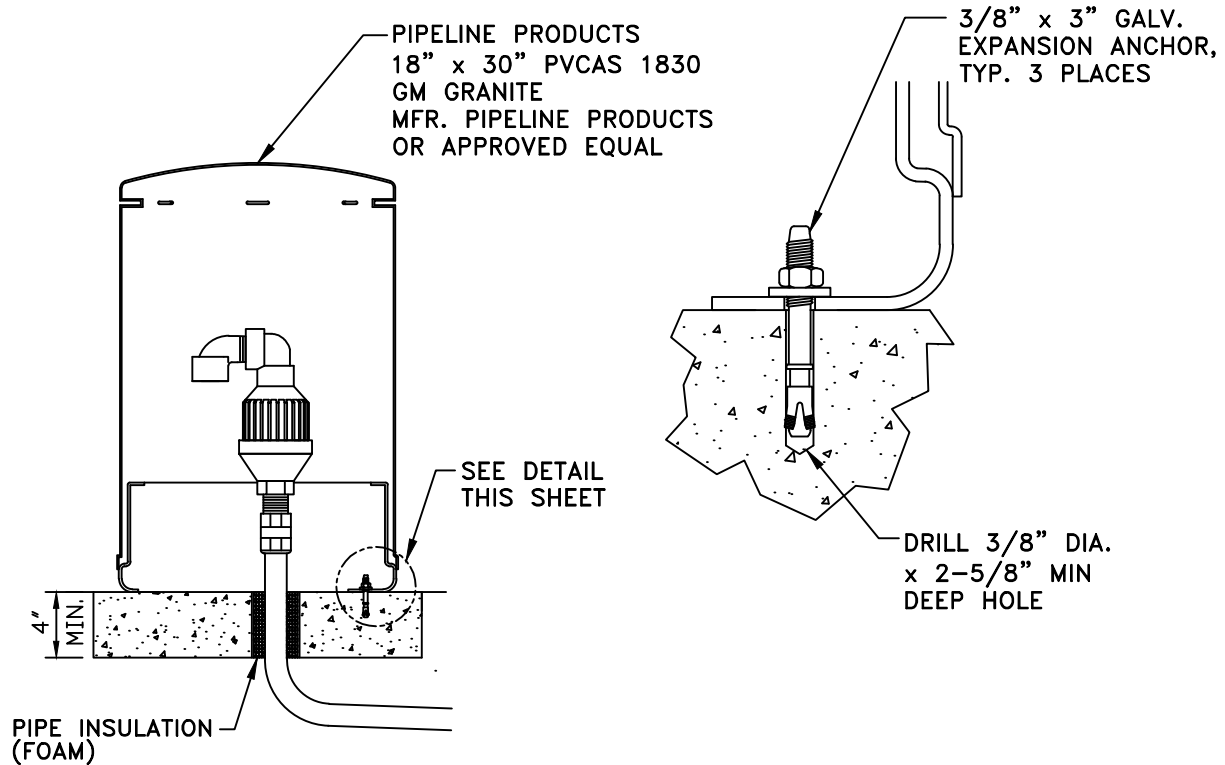 PIPELINE PRODUCTS
18" x 30" PVCAS 1830
GM GRANITE
MFR. PIPELINE PRODUCTS
OR APPROVED EQUAL
3/8" x 3" GALV.
EXPANSION ANCHOR,
TYP. 3 PLACES
SEE DETAIL
THIS SHEET
DRILL 3/8" DIA.
x 2-5/8" MIN
DEEP HOLE
4"
MIN.
PIPE INSULATION
(FOAM)